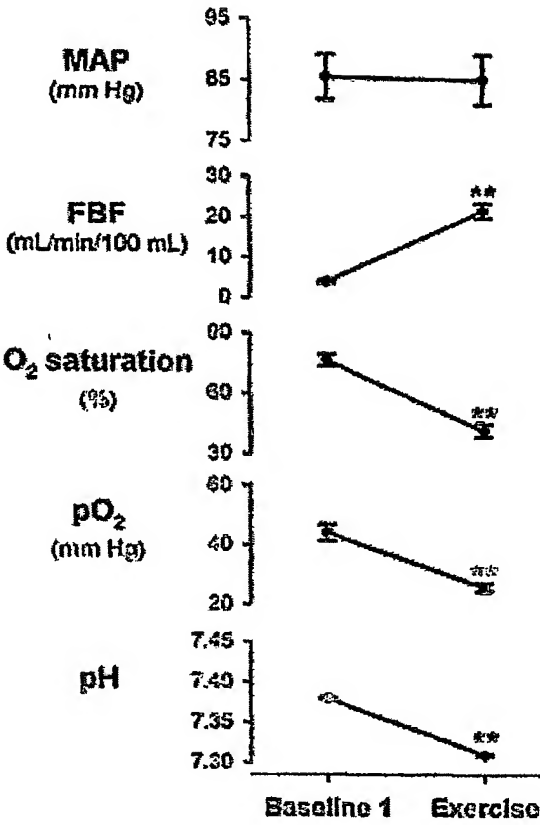 95
MAP
(mm Hg)
85
75
30
**
FBF
20
(mL/min/100 mL)
10
0
90
O₂ saturation
60
(%)
**
30
60
pO₂
(mm Hg)
40
**
20
7.45
pH
7.40
7.35
**
7.30
Baseline 1 Exercise